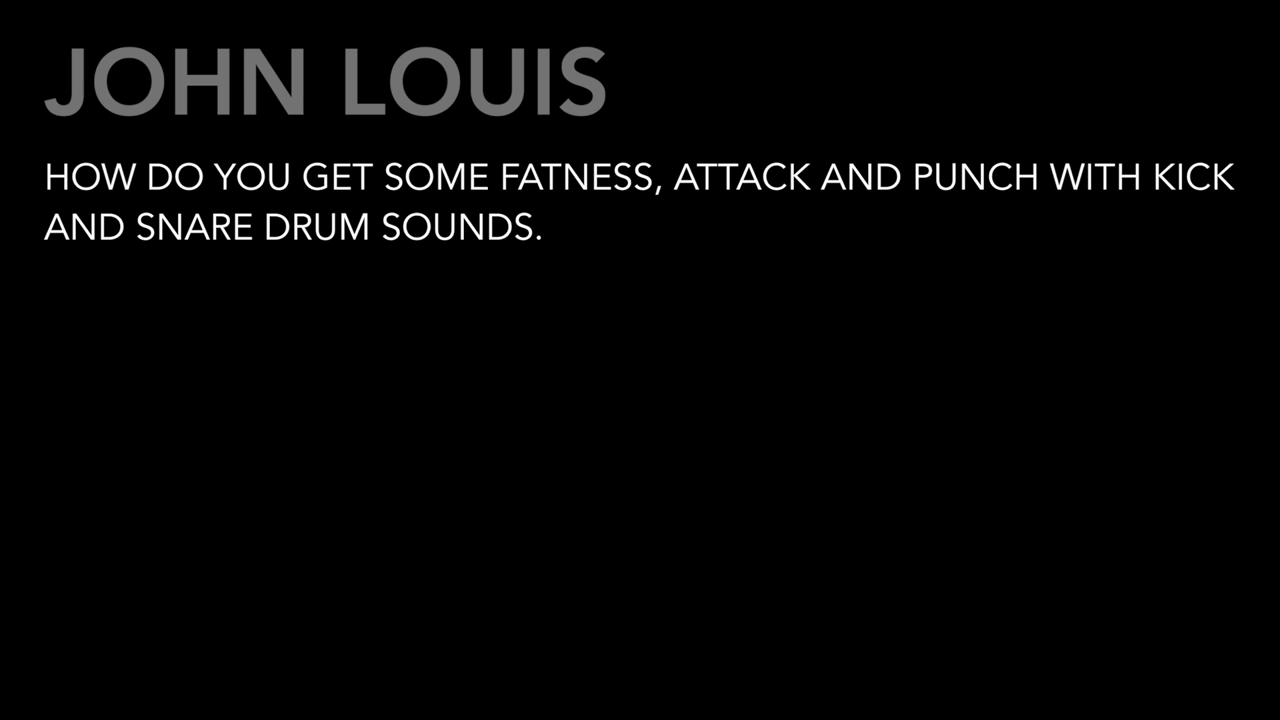 JOHN LOUIS
HOW DO YOU GET SOME FATNESS, ATTACK AND PUNCH WITH KICK
AND SNARE DRUM SOUNDS.